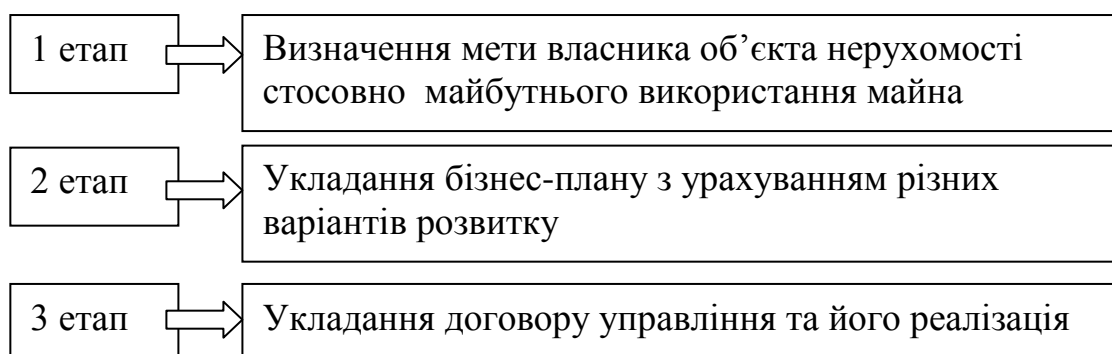 1 етап
Визначення мети власника об’єкта нерухомості
стосовно майбутнього використання майна
2 етап
Укладання бізнес-плану з урахуванням різних
варіантів розвитку
3 етап
Укладання договору управління та його реалізація